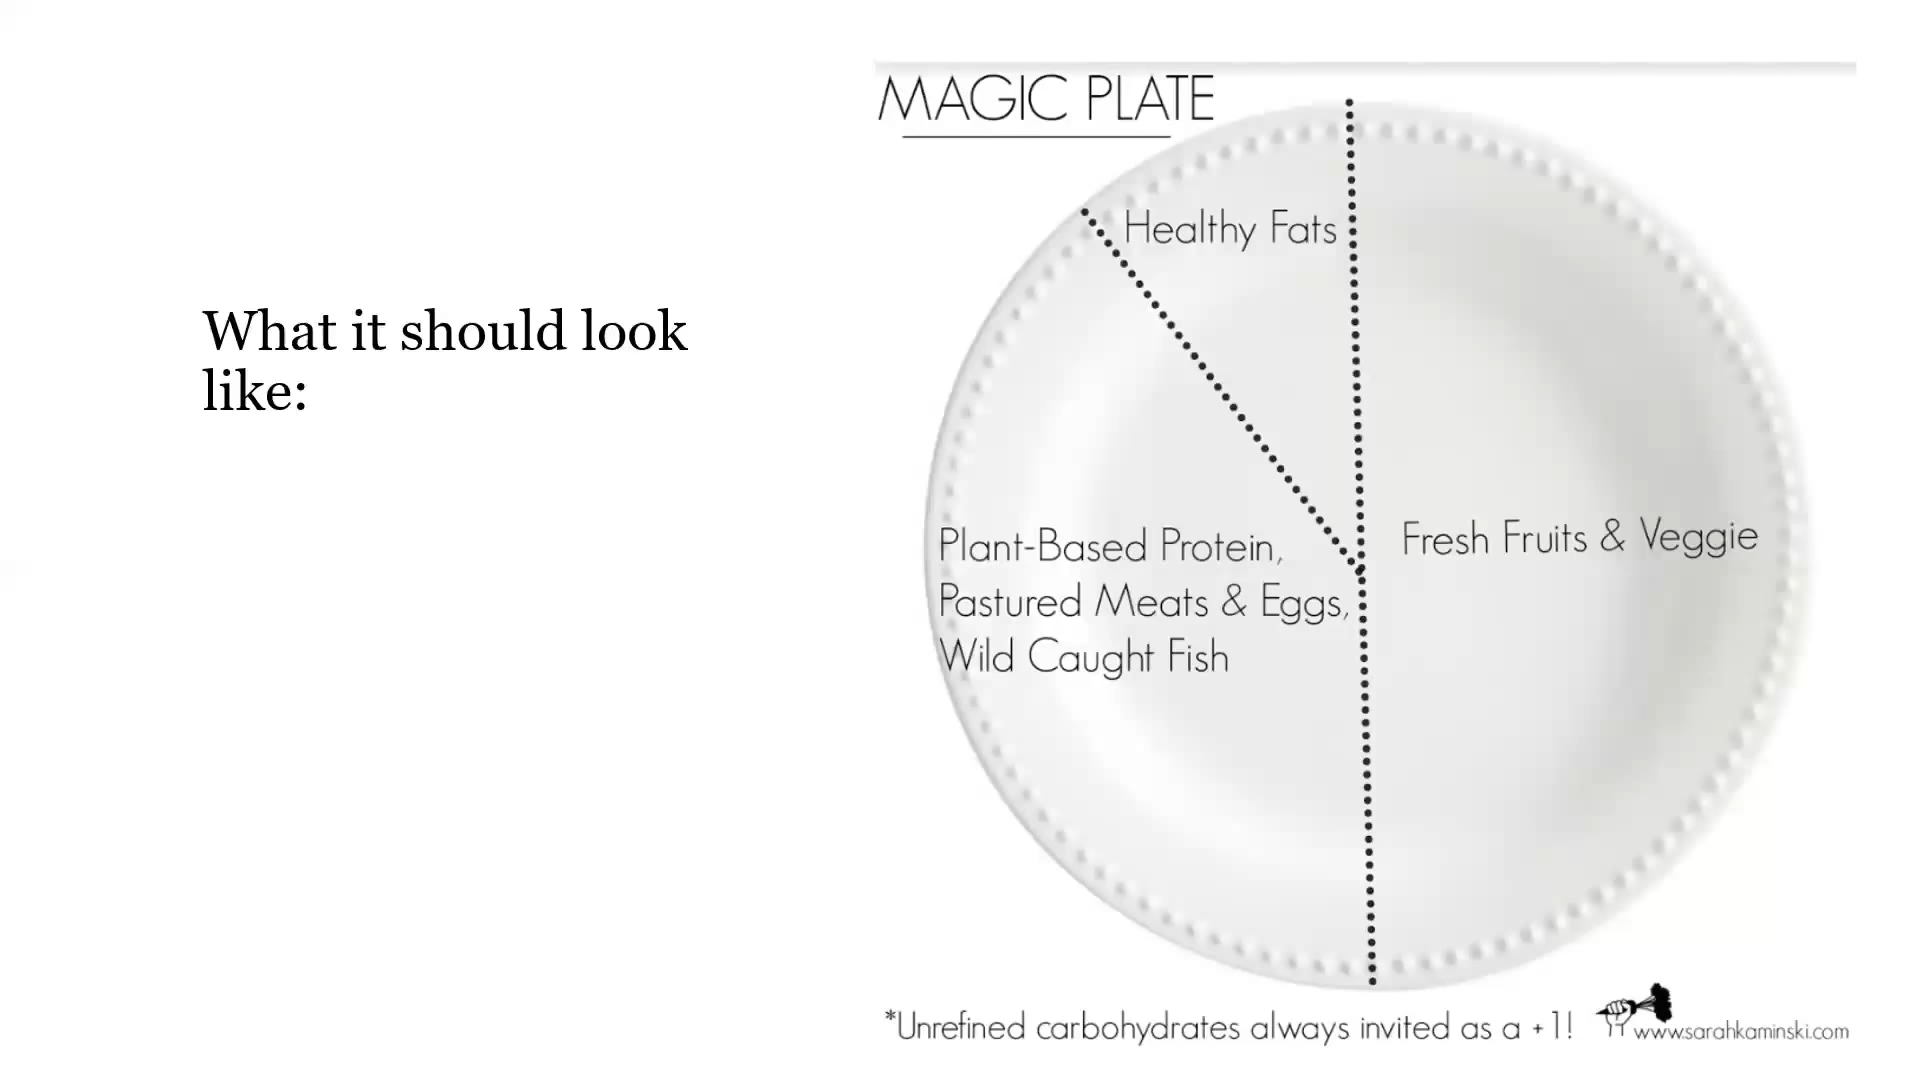 What it should look
like:
MAGIC PLATE
Healthy Fats
Plant-Based Protein,
Pastured Meats & Eggs,
Wild Caught Fish
Fresh Fruits & Veggie
*Unrefined carbohydrates always invited as a +1!
www.sarahkaminski.com